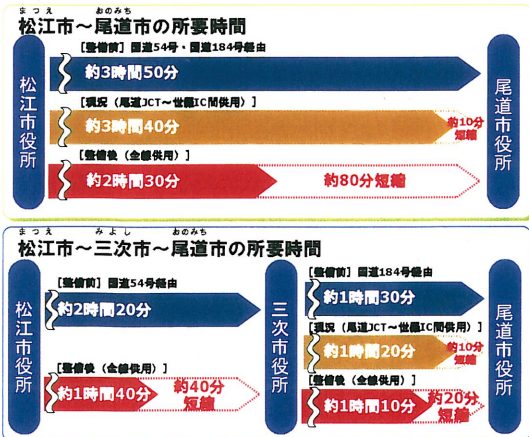 まつえ おのみち
松江市～尾道市の所要時間
[整備前] 国道54号・国道184号経由
約3時間50分
[現況（尾道JCT～世羅IC間供用）]
約3時間40分
約10分
短縮
[整備後（全線供用）]
約2時間30分
約80分短縮
松江市役所
尾道市役所
まつえ みよし おのみち
松江市～三次市～尾道市の所要時間
[整備前] 国道54号経由
約2時間20分
[整備後（全線供用）]
約1時間40分
約40分
短縮
松江市役所
三次市役所
[整備前] 国道184号経由
約1時間30分
[現況（尾道JCT～世羅IC間供用）]
約1時間20分
約10分
短縮
[整備後（全線供用）]
約1時間10分
約20分
短縮
尾道市役所